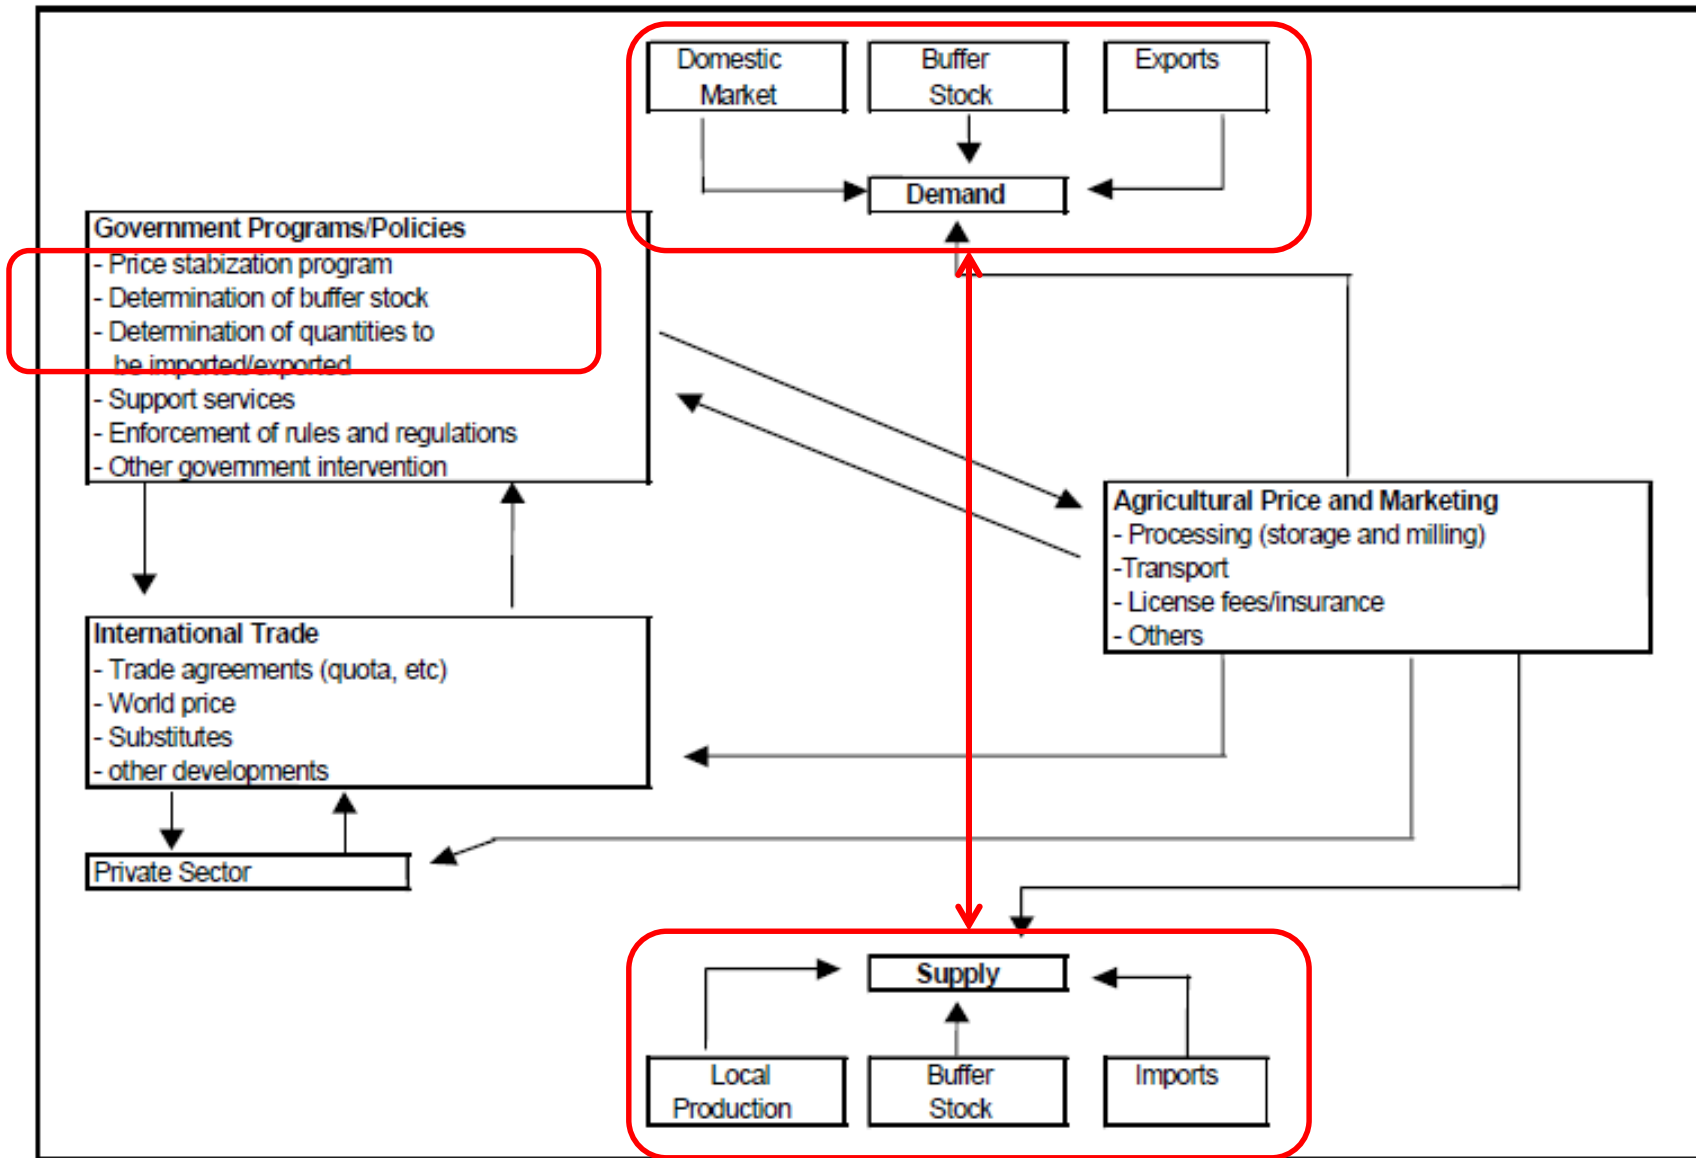 Domestic
Market
Buffer
Stock
Exports
Demand
Government Programs/Policies
- Price stabization program
- Determination of buffer stock
- Determination of quantities to
be imported/exported
- Support services
- Enforcement of rules and regulations
- Other government intervention
Agricultural Price and Marketing
- Processing (storage and milling)
-Transport
- License fees/insurance
- Others
International Trade
- Trade agreements (quota, etc)
- World price
- Substitutes
- other developments
Private Sector
Supply
Local
Production
Buffer
Stock
Imports